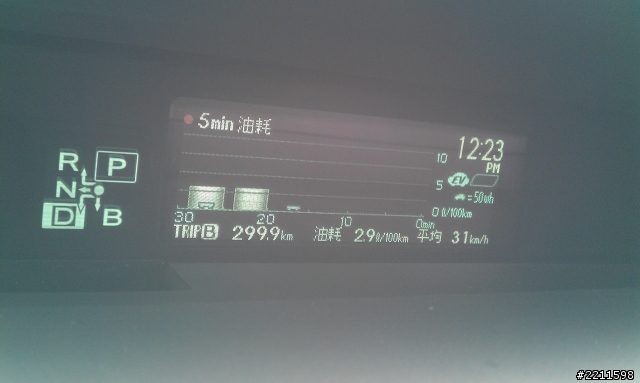 5min 油耗
12:23
PM
10
5
EV
= 50Wh
0 ℓ/100km
30 20 10 0min
TRIP B 299.9km 油耗 2.9ℓ/100km 平均 31km/h
R P
N
D B
#2211598